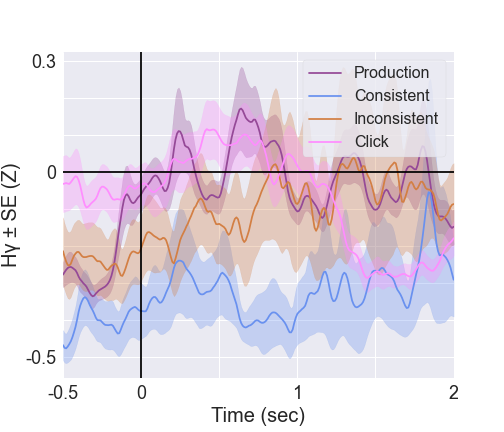 0.3
0
-0.5
Hγ ± SE (Z)
Production
Consistent
Inconsistent
Click
-0.5 0 1 2
Time (sec)